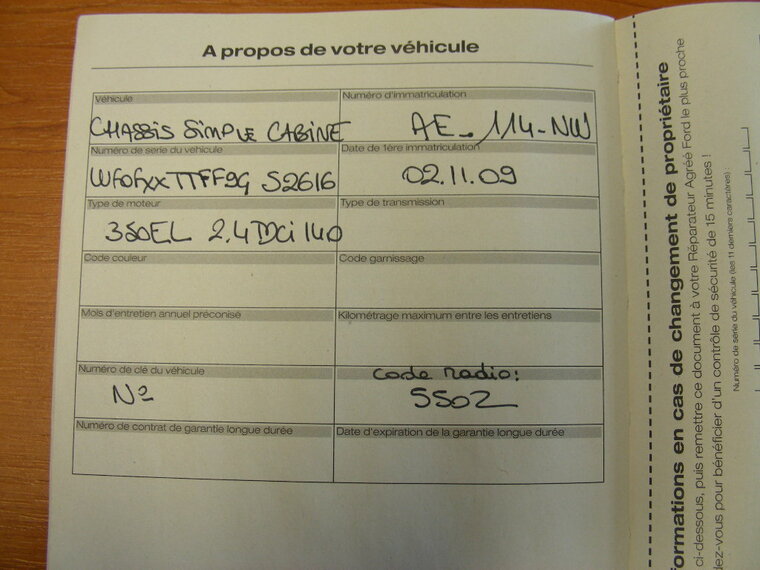 A propos de votre véhicule
Véhicule
CHASSIS SIMPLE CABINE
Numéro d'immatriculation
AE-114-NW
Numéro de série du véhicule
WFOFXXTTFF9G S2616
Date de 1ére immatriculation
02.11.09
Type de moteur
350EL 2.4 DCi 140
Type de transmission
Code couleur
Code garnissage
Mois d'entretien annuel préconisé
Kilométrage maximum entre les entretiens
Numéro de clé du véhicule
Nº
Code radio:
5502
Numéro de contrat de garantie longue durée
Date d'expiration de la garantie longue durée
formations en cas de changement de propriétaire
ci-dessous, puis remettre ce document à votre Réparateur Agréé Ford le plus proche
dez-vous pour bénéficier d'un contrôle de sécurité de 15 minutes !
Numéro de série du véhicule (les 11 derniers caractères) :